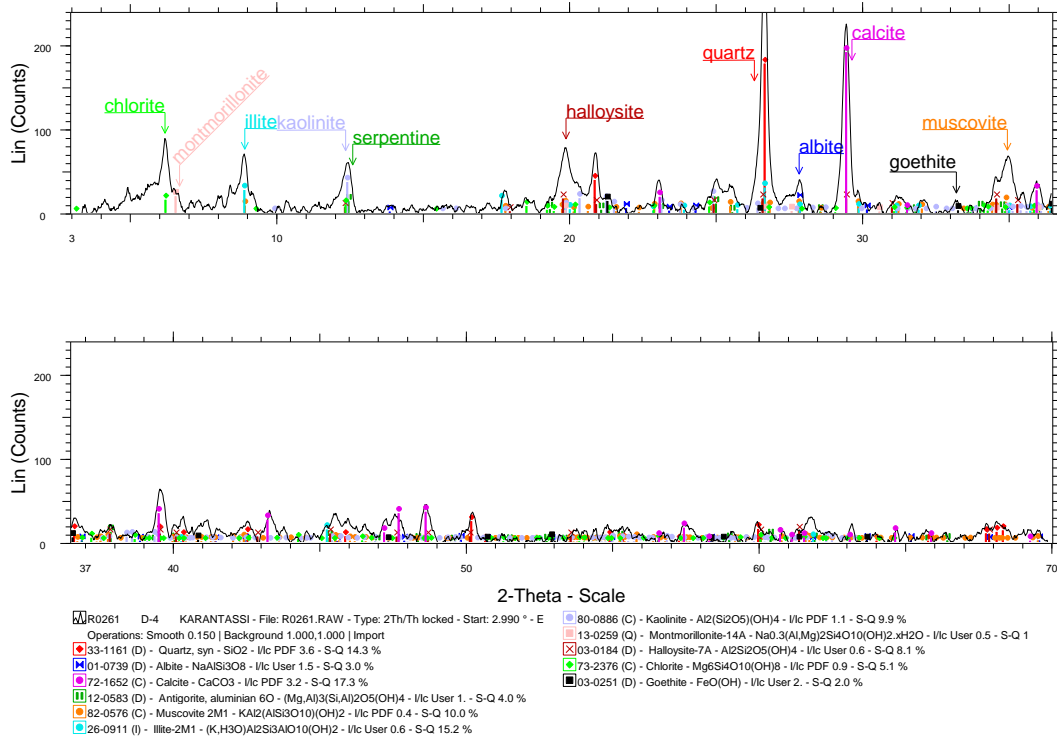 Lin (Counts)
200
100
0
chlorite
montmorillonite
illite
kaolinite
serpentine
halloysite
quartz
albite
calcite
goethite
muscovite
3
10
20
30
Lin (Counts)
200
100
0
37
40
50
60
70
2-Theta - Scale
R0261 D-4 KARANTASSI - File: R0261.RAW - Type: 2Th/Th locked - Start: 2.990 ° - E
Operations: Smooth 0.150 | Background 1.000,1.000 | Import
33-1161 (D) - Quartz, syn - SiO2 - I/Ic PDF 3.6 - S-Q 14.3 %
01-0739 (D) - Albite - NaAlSi3O8 - I/Ic User 1.5 - S-Q 3.0 %
72-1652 (C) - Calcite - CaCO3 - I/Ic PDF 3.2 - S-Q 17.3 %
12-0583 (D) - Antigorite, aluminian 6O - (Mg,Al)3(Si,Al)2O5(OH)4 - I/Ic User 1. - S-Q 4.0 %
82-0576 (C) - Muscovite 2M1 - KAl2(AlSi3O10)(OH)2 - I/Ic PDF 0.4 - S-Q 10.0 %
26-0911 (I) - Illite-2M1 - (K,H3O)Al2Si3AlO10(OH)2 - I/Ic User 0.6 - S-Q 15.2 %
80-0886 (C) - Kaolinite - Al2(Si2O5)(OH)4 - I/Ic PDF 1.1 - S-Q 9.9 %
13-0259 (Q) - Montmorillonite-14A - Na0.3(Al,Mg)2Si4O10(OH)2.xH2O - I/Ic User 0.5 - S-Q 1
03-0184 (D) - Halloysite-7A - Al2Si2O5(OH)4 - I/Ic User 0.6 - S-Q 8.1 %
73-2376 (C) - Chlorite - Mg6Si4O10(OH)8 - I/Ic PDF 0.9 - S-Q 5.1 %
03-0251 (D) - Goethite - FeO(OH) - I/Ic User 2. - S-Q 2.0 %